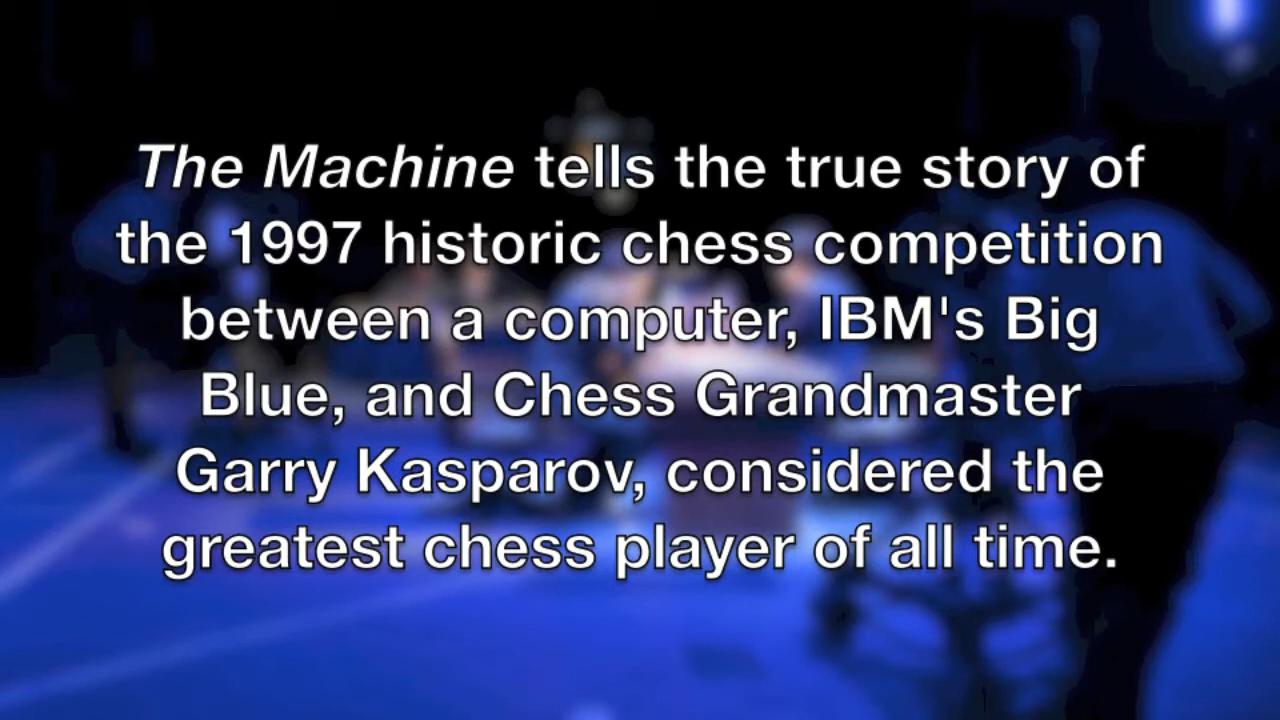 The Machine tells the true story of
the 1997 historic chess competition
between a computer, IBM's Big
Blue, and Chess Grandmaster
Garry Kasparov, considered the
greatest chess player of all time.